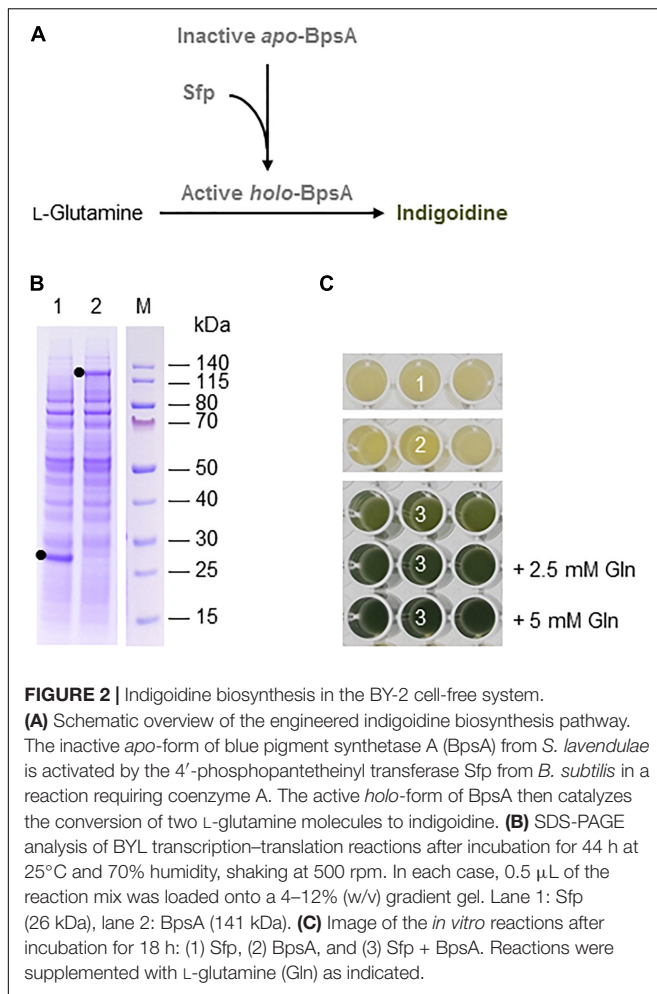 A
Inactive apo-BpsA
Sfp
Active holo-BpsA
L-Glutamine
Indigoidine
B
1 2 M
kDa
140
115
80
70
50
40
30
25
15
C
1
2
3
3
+ 2.5 mM Gln
3
+ 5 mM Gln
FIGURE 2 | Indigoidine biosynthesis in the BY-2 cell-free system.
(A) Schematic overview of the engineered indigoidine biosynthesis pathway.
The inactive apo-form of blue pigment synthetase A (BpsA) from S. lavendulae
is activated by the 4′-phosphopantetheinyl transferase Sfp from B. subtilis in a
reaction requiring coenzyme A. The active holo-form of BpsA then catalyzes
the conversion of two L-glutamine molecules to indigoidine. (B) SDS-PAGE
analysis of BYL transcription–translation reactions after incubation for 44 h at
25°C and 70% humidity, shaking at 500 rpm. In each case, 0.5 μL of the
reaction mix was loaded onto a 4–12% (w/v) gradient gel. Lane 1: Sfp
(26 kDa), lane 2: BpsA (141 kDa). (C) Image of the in vitro reactions after
incubation for 18 h: (1) Sfp, (2) BpsA, and (3) Sfp + BpsA. Reactions were
supplemented with L-glutamine (Gln) as indicated.